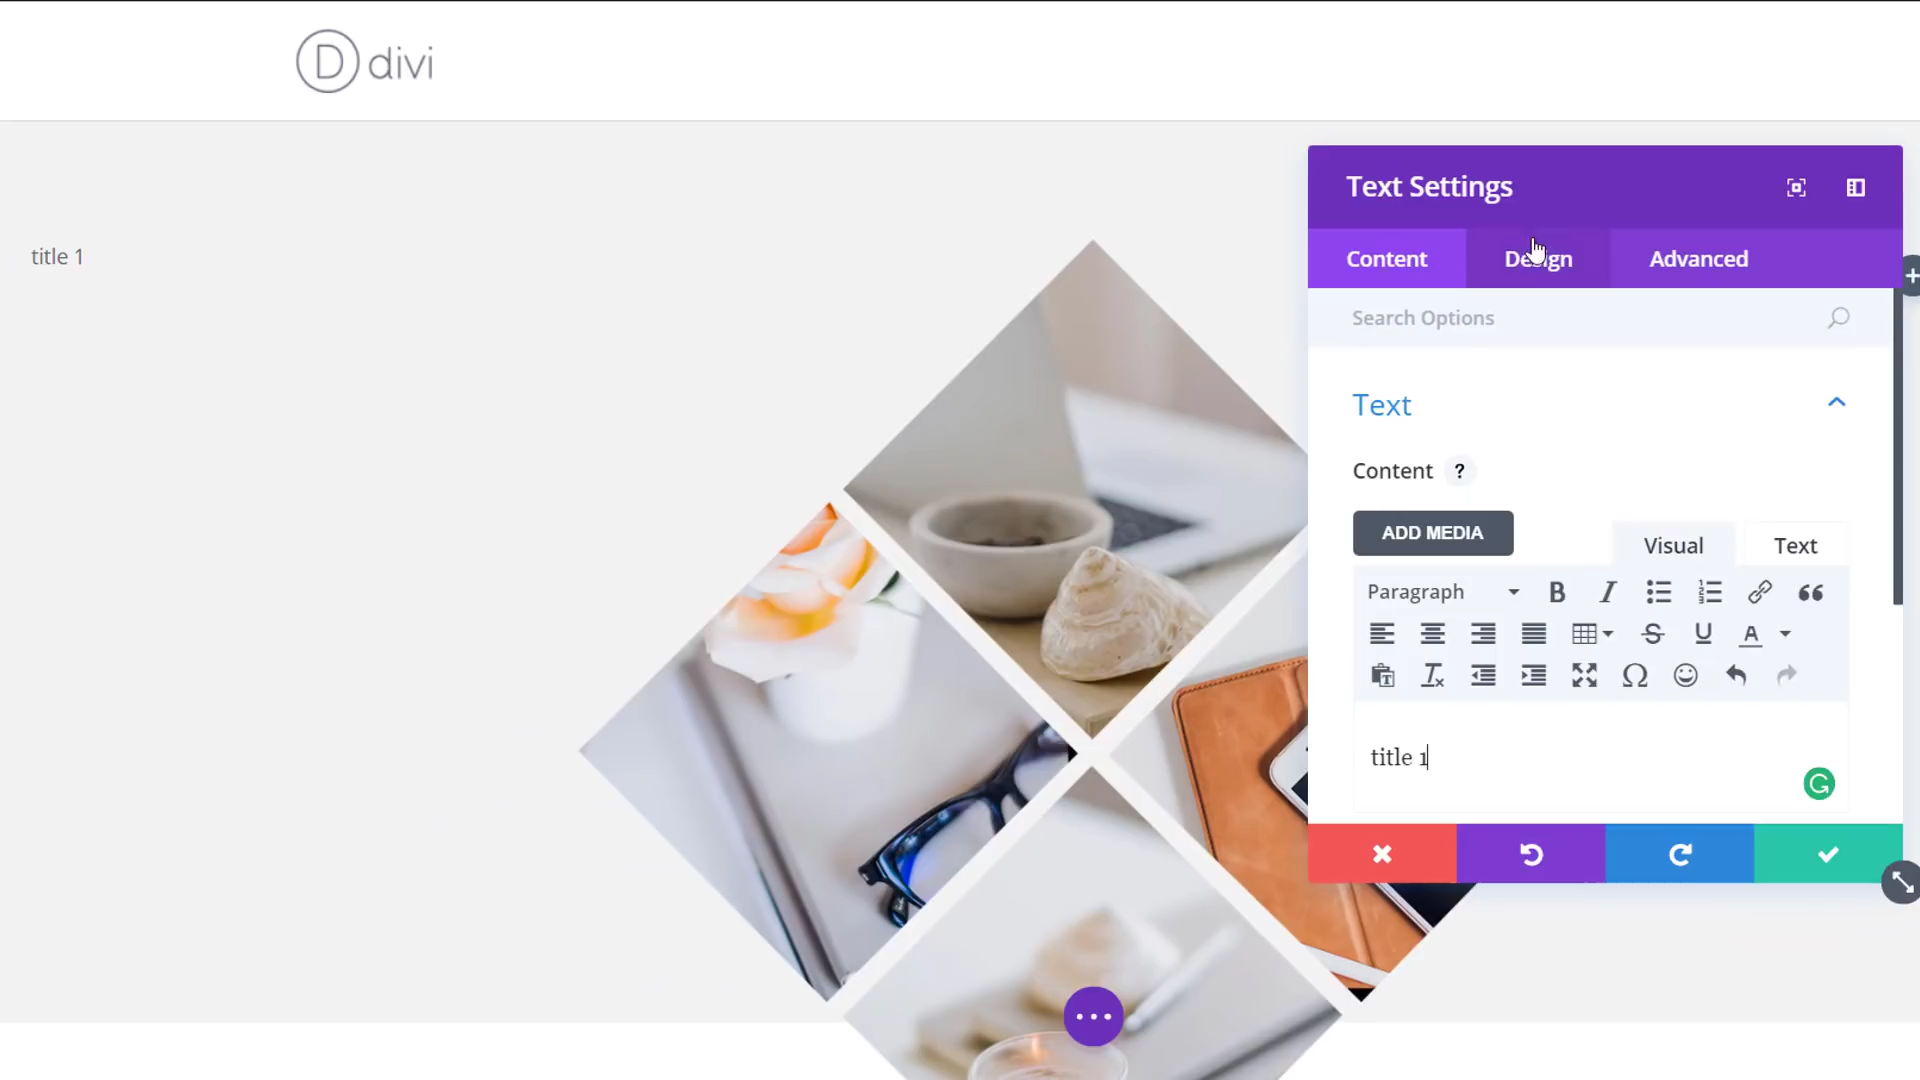 D divi
title 1
Text Settings
Content Design Advanced
Search Options
Text
Content ?
ADD MEDIA
Visual Text
Paragraph
title 1